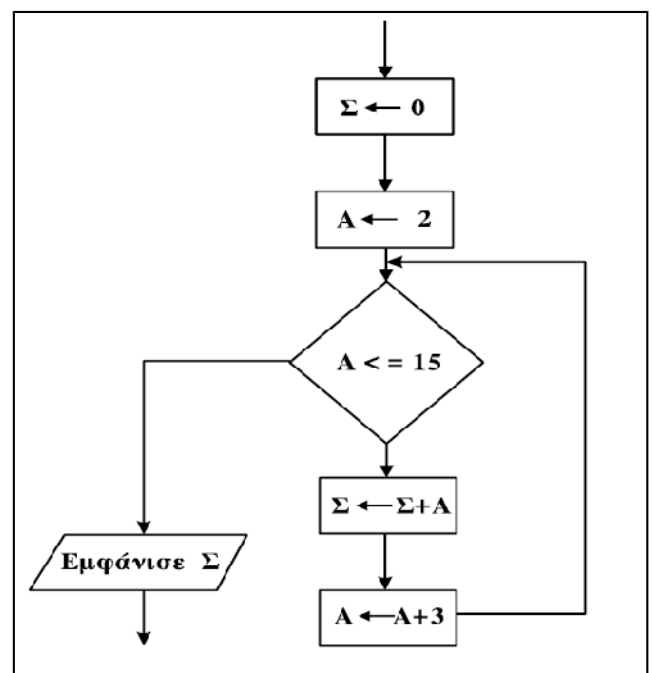 Σ ← 0
Α ← 2
Α < = 15
Σ ← Σ+Α
Α ← Α+3
Εμφάνισε Σ